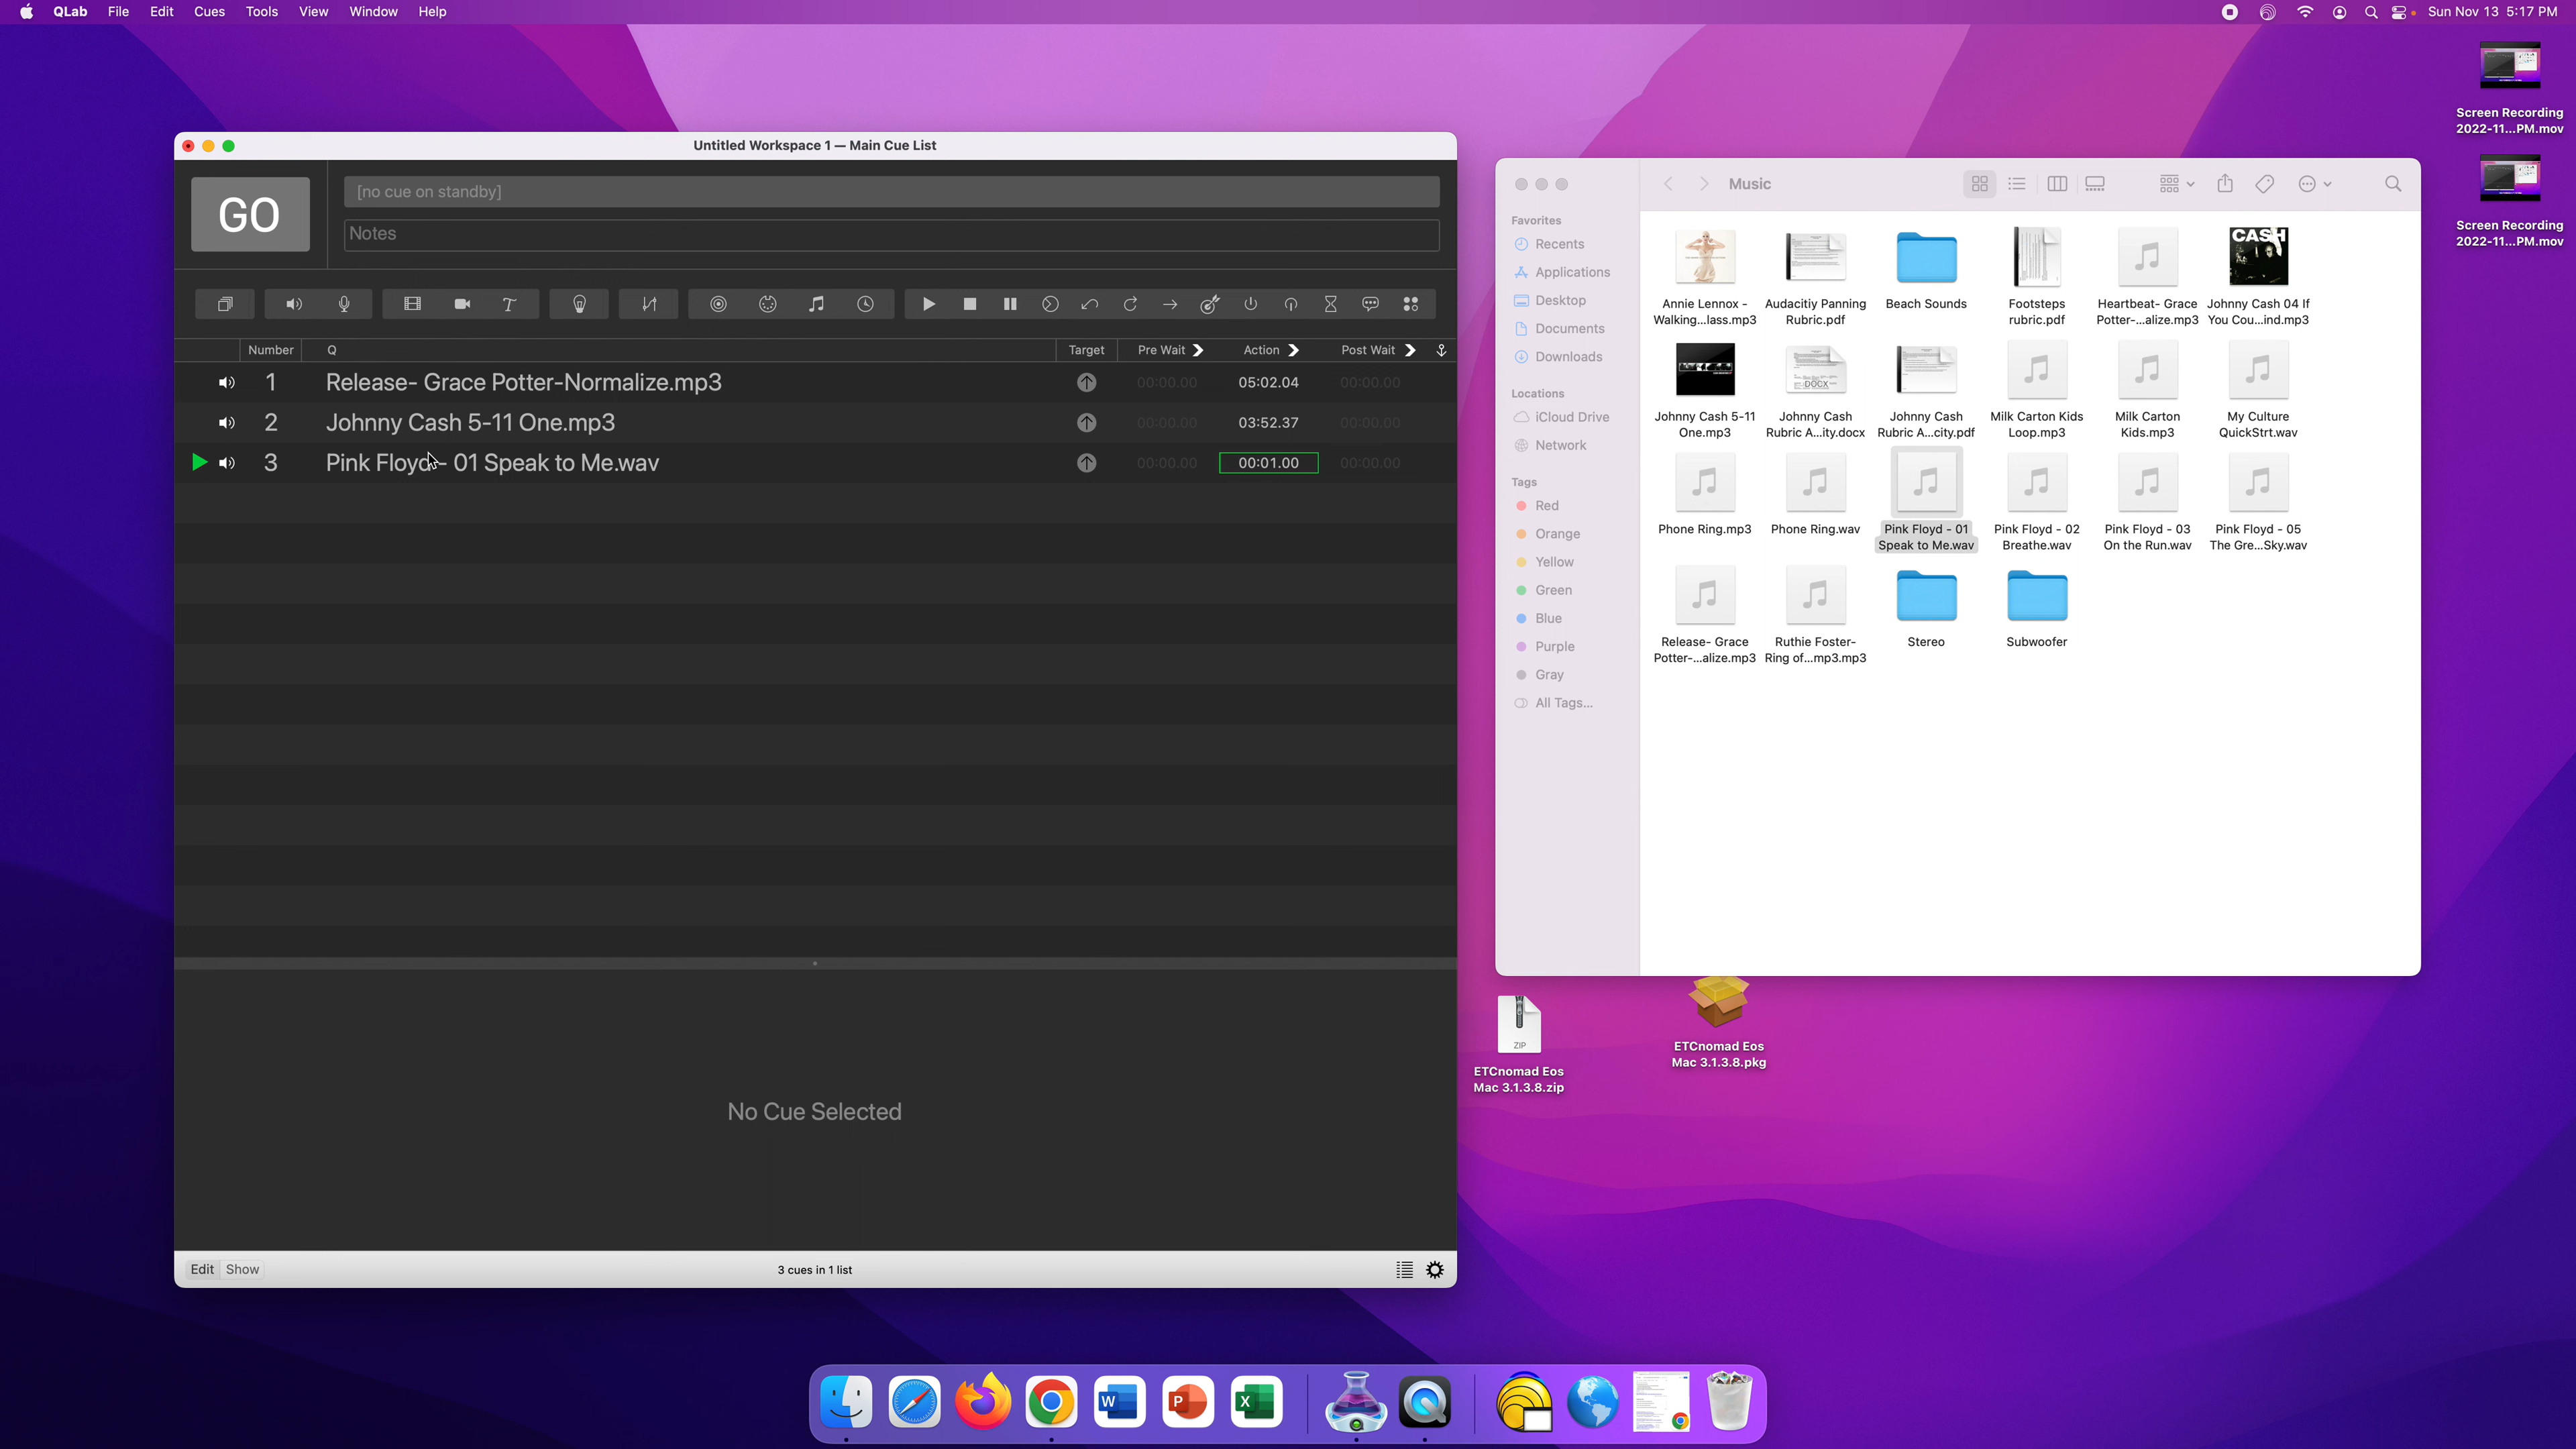 QLab File Edit Cues Tools View Window Help
Sun Nov 13 5:17 PM
Untitled Workspace 1 — Main Cue List
GO
[no cue on standby]
Notes
Number Q Target Pre Wait Action Post Wait
1 Release- Grace Potter-Normalize.mp3 00:00.00 05:02.04 00:00.00
2 Johnny Cash 5-11 One.mp3 00:00.00 03:52.37 00:00.00
3 Pink Floyd - 01 Speak to Me.wav 00:00.00 00:01.00 00:00.00
No Cue Selected
Edit Show
3 cues in 1 list
Music
Favorites
Recents
Applications
Desktop
Documents
Downloads
Locations
iCloud Drive
Network
Tags
Red
Orange
Yellow
Green
Blue
Purple
Gray
All Tags...
CASH
Annie Lennox -
Walking...lass.mp3
Audacitiy Panning
Rubric.pdf
Beach Sounds
Footsteps
rubric.pdf
Heartbeat- Grace
Potter-...alize.mp3
Johnny Cash 04 If
You Cou...ind.mp3
DOCX
Johnny Cash 5-11
One.mp3
Johnny Cash
Rubric A...ity.docx
Johnny Cash
Rubric A...city.pdf
Milk Carton Kids
Loop.mp3
Milk Carton
Kids.mp3
My Culture
QuickStrt.wav
Phone Ring.mp3
Phone Ring.wav
Pink Floyd - 01
Speak to Me.wav
Pink Floyd - 02
Breathe.wav
Pink Floyd - 03
On the Run.wav
Pink Floyd - 05
The Gre...Sky.wav
Release- Grace
Potter-...alize.mp3
Ruthie Foster-
Ring of...mp3.mp3
Stereo
Subwoofer
Screen Recording
2022-11...PM.mov
Screen Recording
2022-11...PM.mov
ZIP
ETCnomad Eos
Mac 3.1.3.8.zip
ETCnomad Eos
Mac 3.1.3.8.pkg
W
P
X